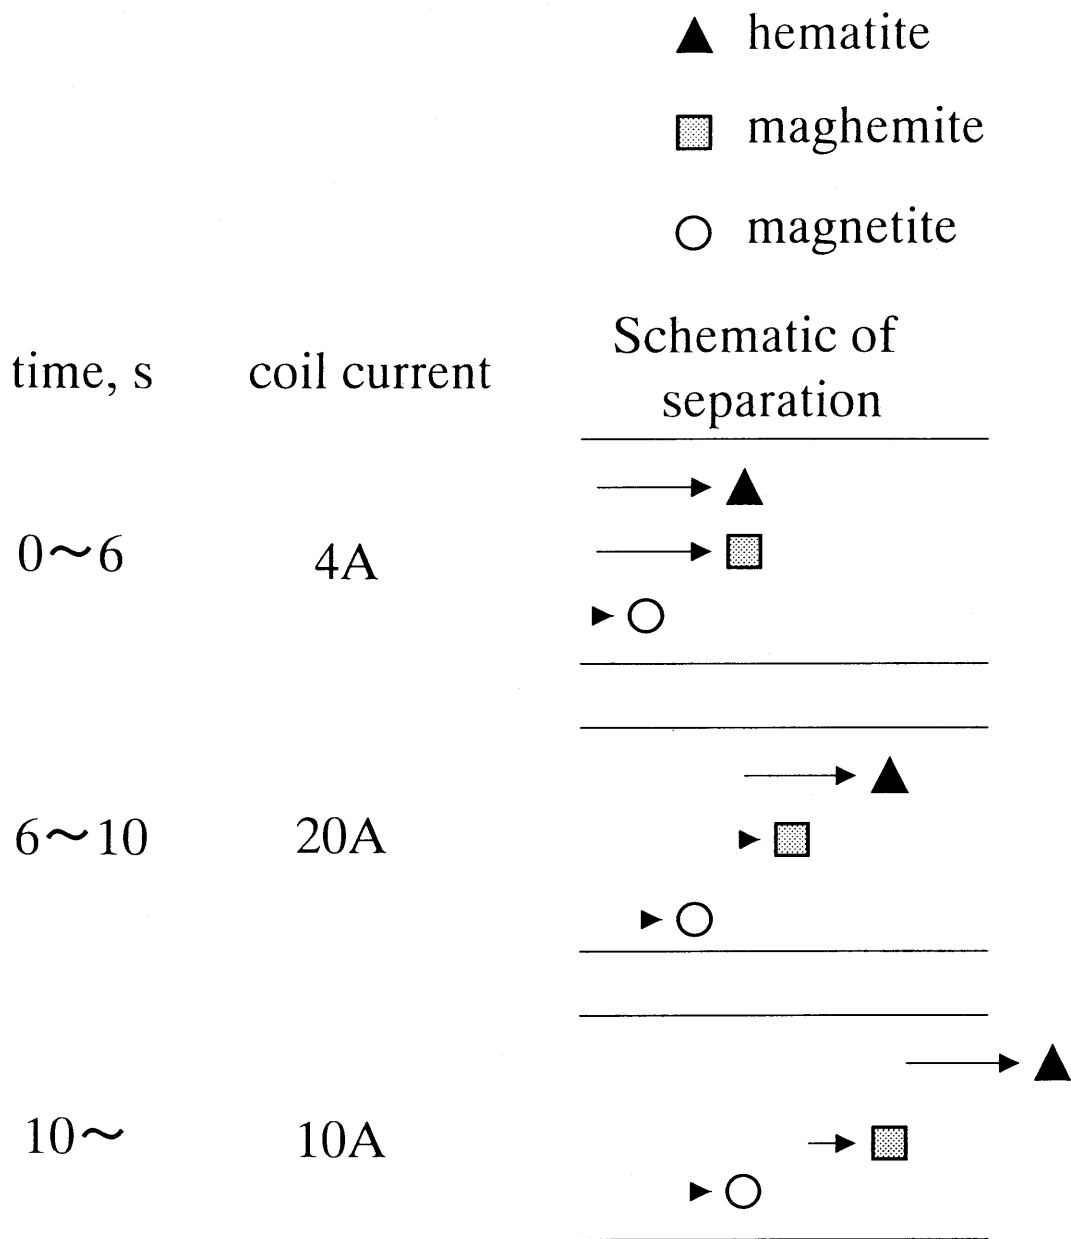 hematite
maghemite
magnetite
time, s
coil current
Schematic of
separation
0~6
4A
6~10
20A
10~
10A